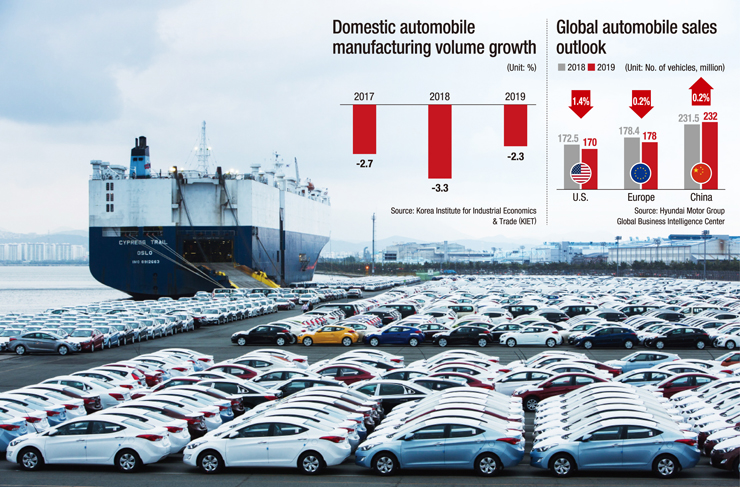 Domestic automobile
manufacturing volume growth
(Unit: %)
2017
2018
2019
-2.7
-3.3
-2.3
Source: Korea Institute for Industrial Economics
& Trade (KIET)
Global automobile sales
outlook
2018 2019 (Unit: No. of vehicles, million)
1.4%
0.2%
0.2%
172.5 170
178.4 178
231.5 232
U.S.
Europe
China
Source: Hyundai Motor Group
Global Business Intelligence Center
CYPRESS TRAIL
OSLO